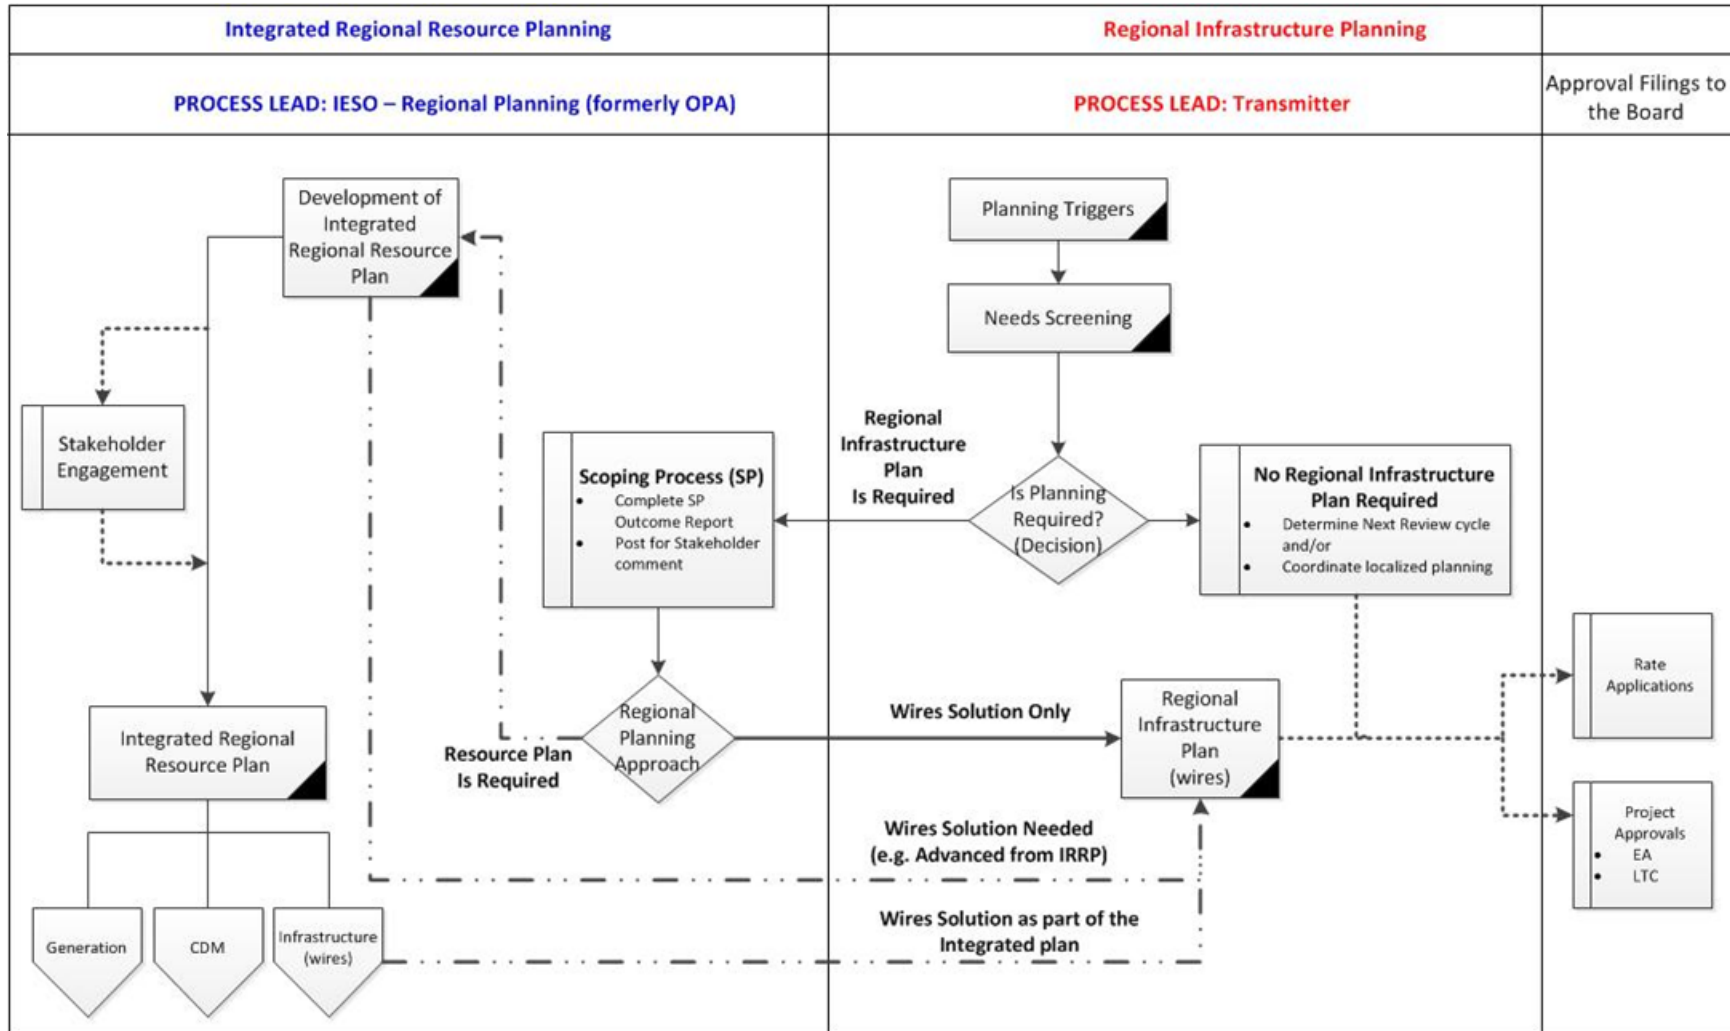 Integrated Regional Resource Planning
Regional Infrastructure Planning
PROCESS LEAD: IESO – Regional Planning (formerly OPA)
PROCESS LEAD: Transmitter
Approval Filings to
the Board
Development of
Integrated
Regional Resource
Plan
Planning Triggers
Needs Screening
Stakeholder
Engagement
Scoping Process (SP)
• Complete SP
Outcome Report
• Post for Stakeholder
comment
Regional
Infrastructure
Plan
Is Required
Is Planning
Required?
(Decision)
No Regional Infrastructure
Plan Required
• Determine Next Review cycle
and/or
• Coordinate localized planning
Rate
Applications
Integrated Regional
Resource Plan
Resource Plan
Is Required
Regional
Planning
Approach
Wires Solution Only
Regional
Infrastructure
Plan
(wires)
Wires Solution Needed
(e.g. Advanced from IRRP)
Project
Approvals
• EA
• LTC
Generation
CDM
Infrastructure
(wires)
Wires Solution as part of the
Integrated plan